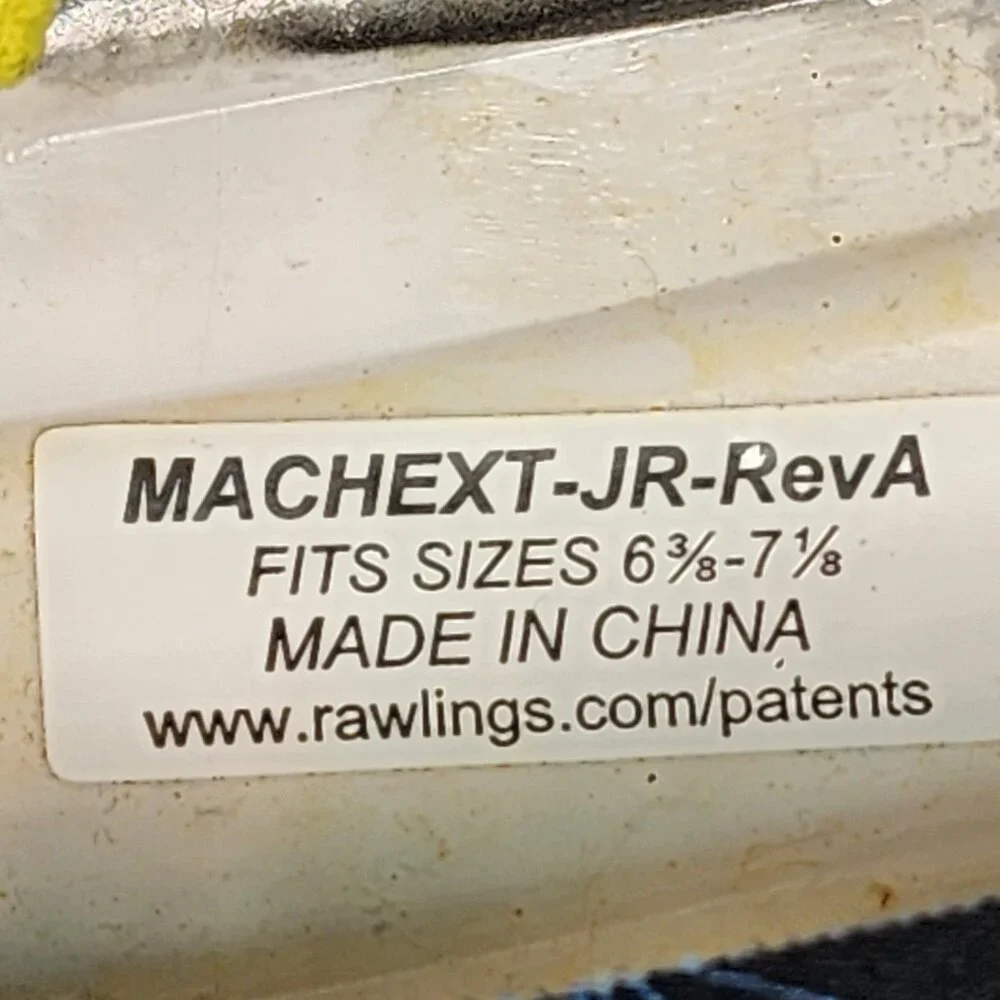 MACHEXT-JR-RevA
FITS SIZES 6⅜-7⅛
MADE IN CHINA
www.rawlings.com/patents